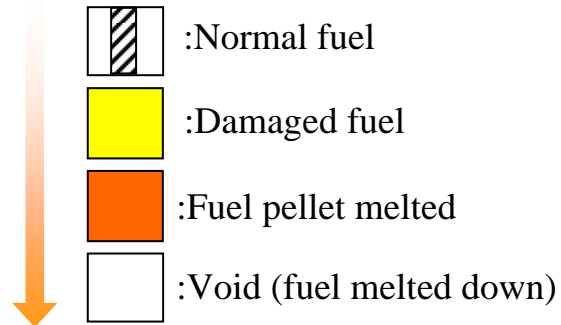 :Normal fuel
:Damaged fuel
:Fuel pellet melted
:Void (fuel melted down)